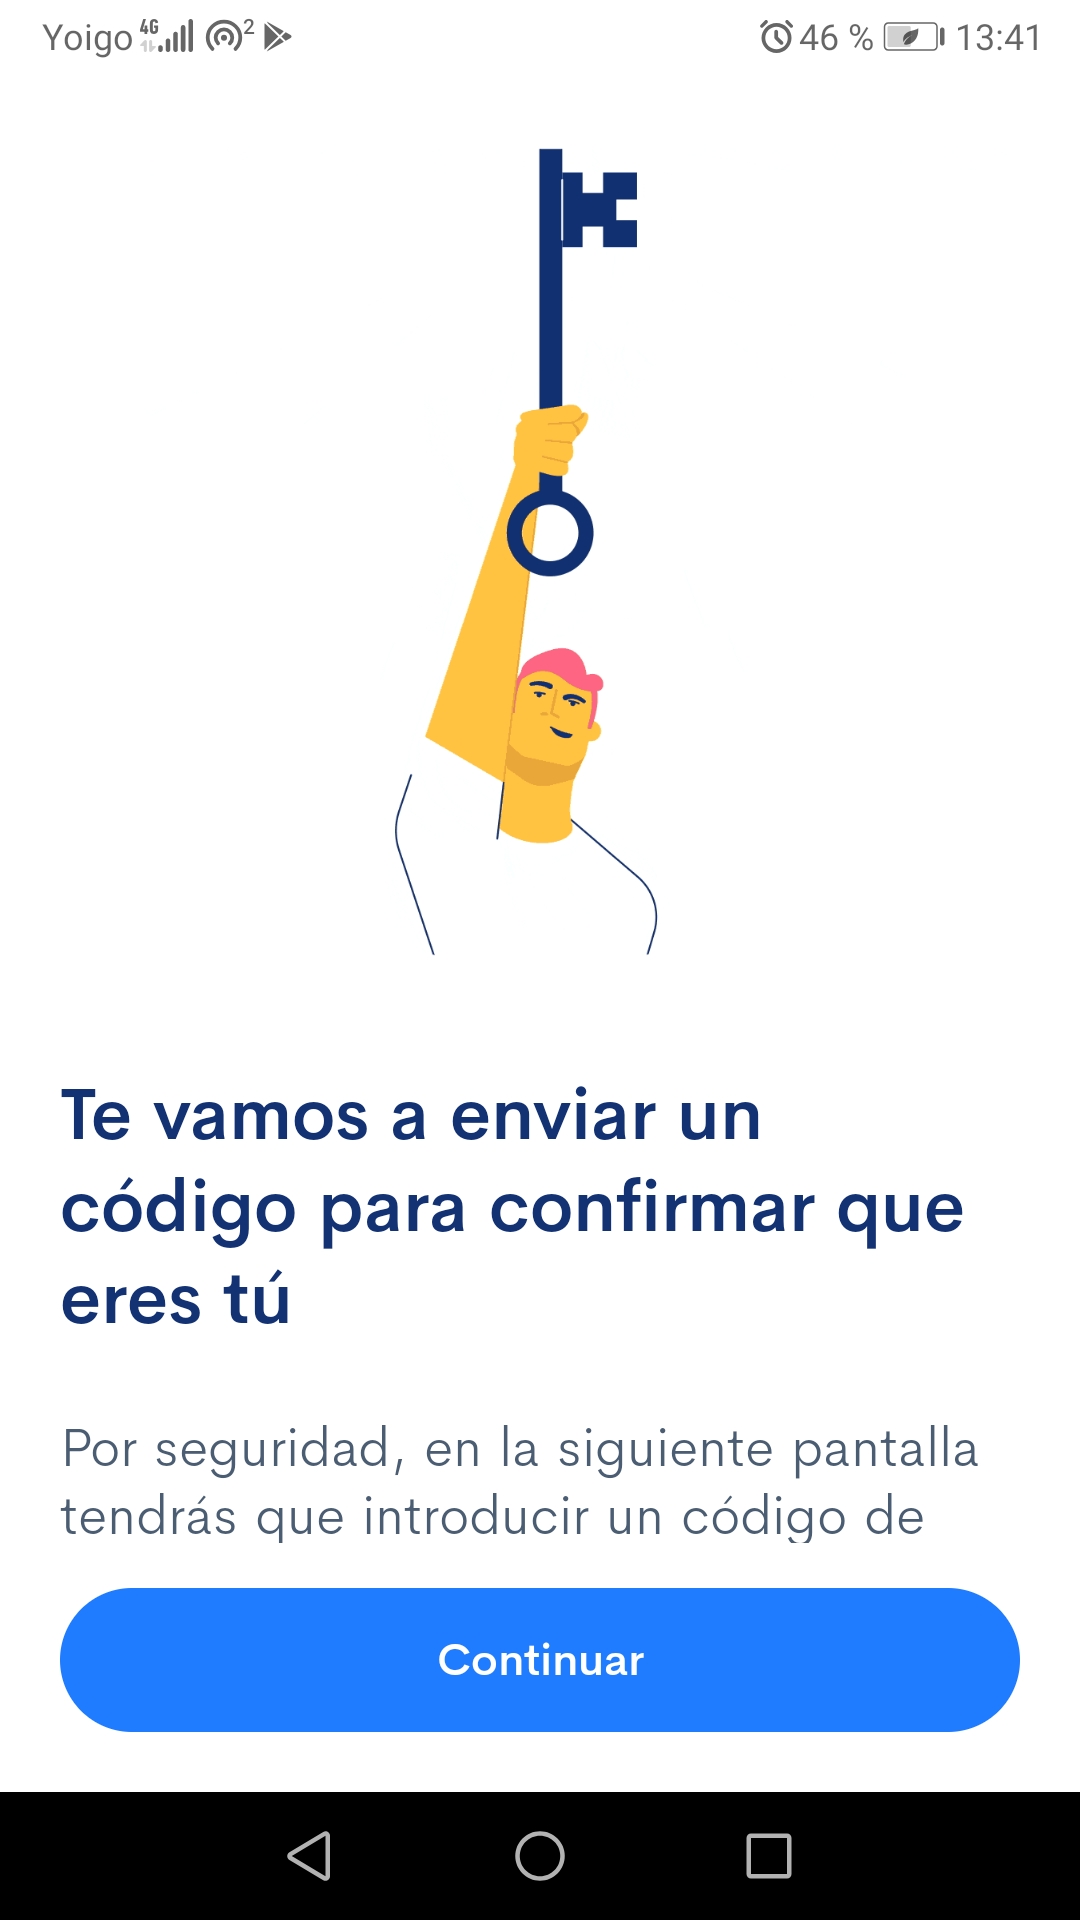 Yoigo 4G 2 46 % 13:41
Te vamos a enviar un
código para confirmar que
eres tú
Por seguridad, en la siguiente pantalla
tendrás que introducir un código de
Continuar